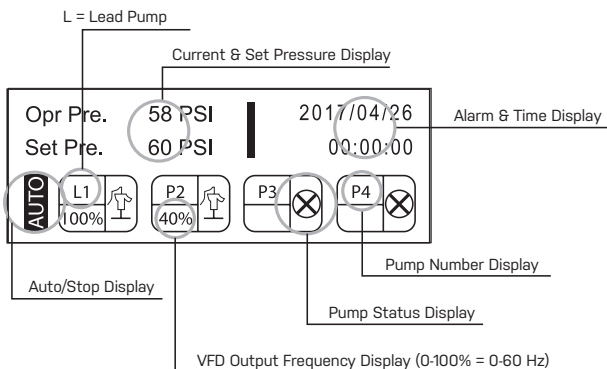 L = Lead Pump
Current & Set Pressure Display
Opr Pre. 58 PSI 2017/04/26
Alarm & Time Display
Set Pre. 60 PSI 00:00:00
AUTO
L1 P2 P3 P4
100% 40%
Pump Number Display
Auto/Stop Display
Pump Status Display
VFD Output Frequency Display (0-100% = 0-60 Hz)